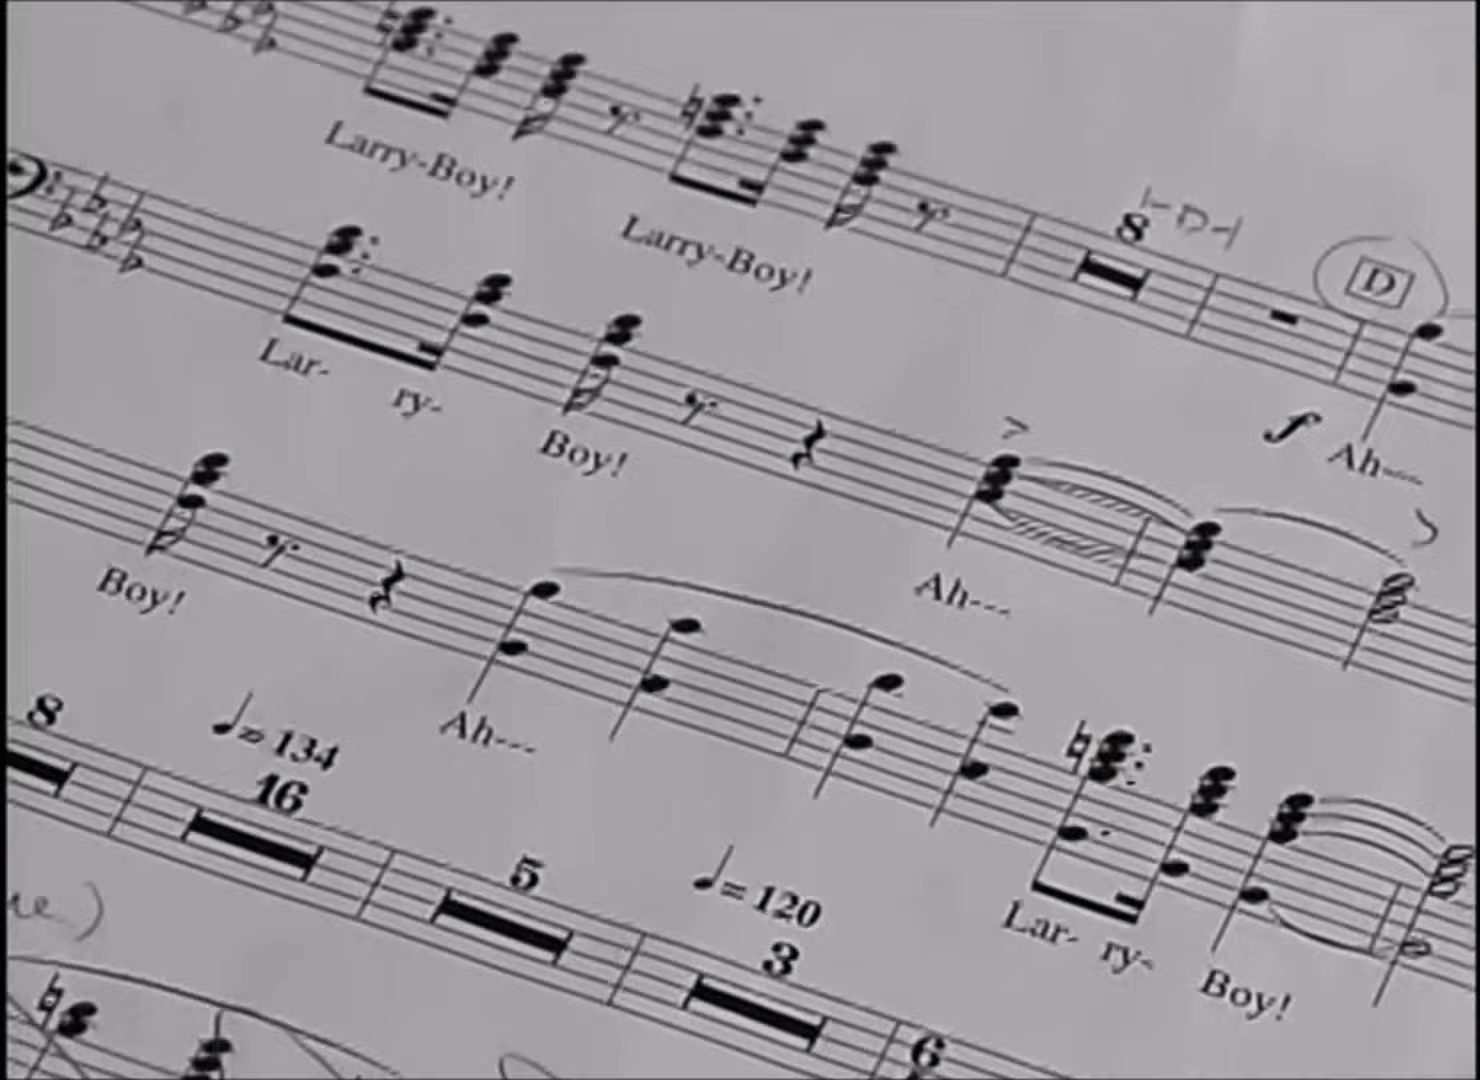 Larry-Boy! Larry-Boy!
8 -D- D
f Ah---
Lar- ry- Boy! Ah---
Boy! Ah--- Lar- ry- Boy!
8 = 134 16 5 = 120 3 6